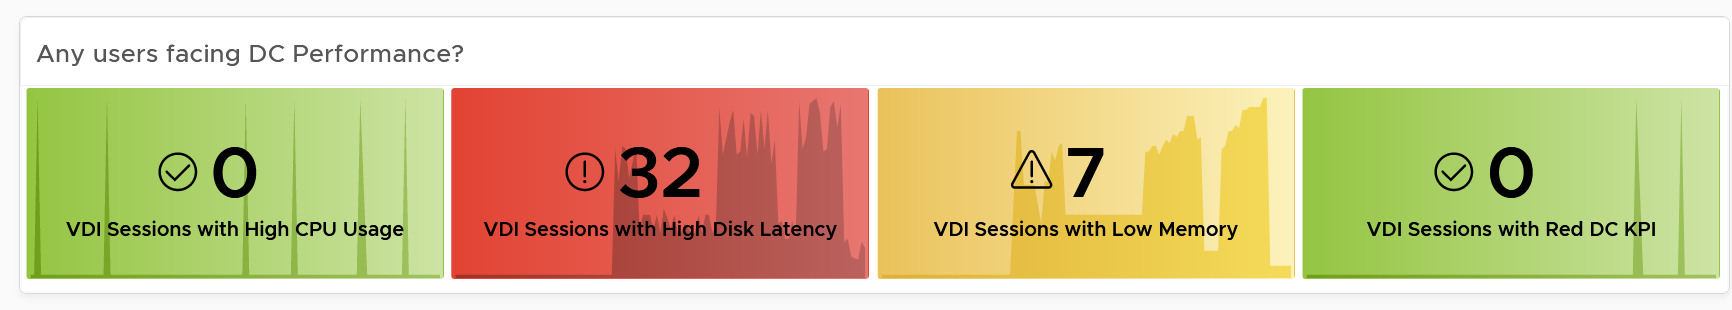 Any users facing DC Performance?
0
VDI Sessions with High CPU Usage
32
VDI Sessions with High Disk Latency
7
VDI Sessions with Low Memory
0
VDI Sessions with Red DC KPI